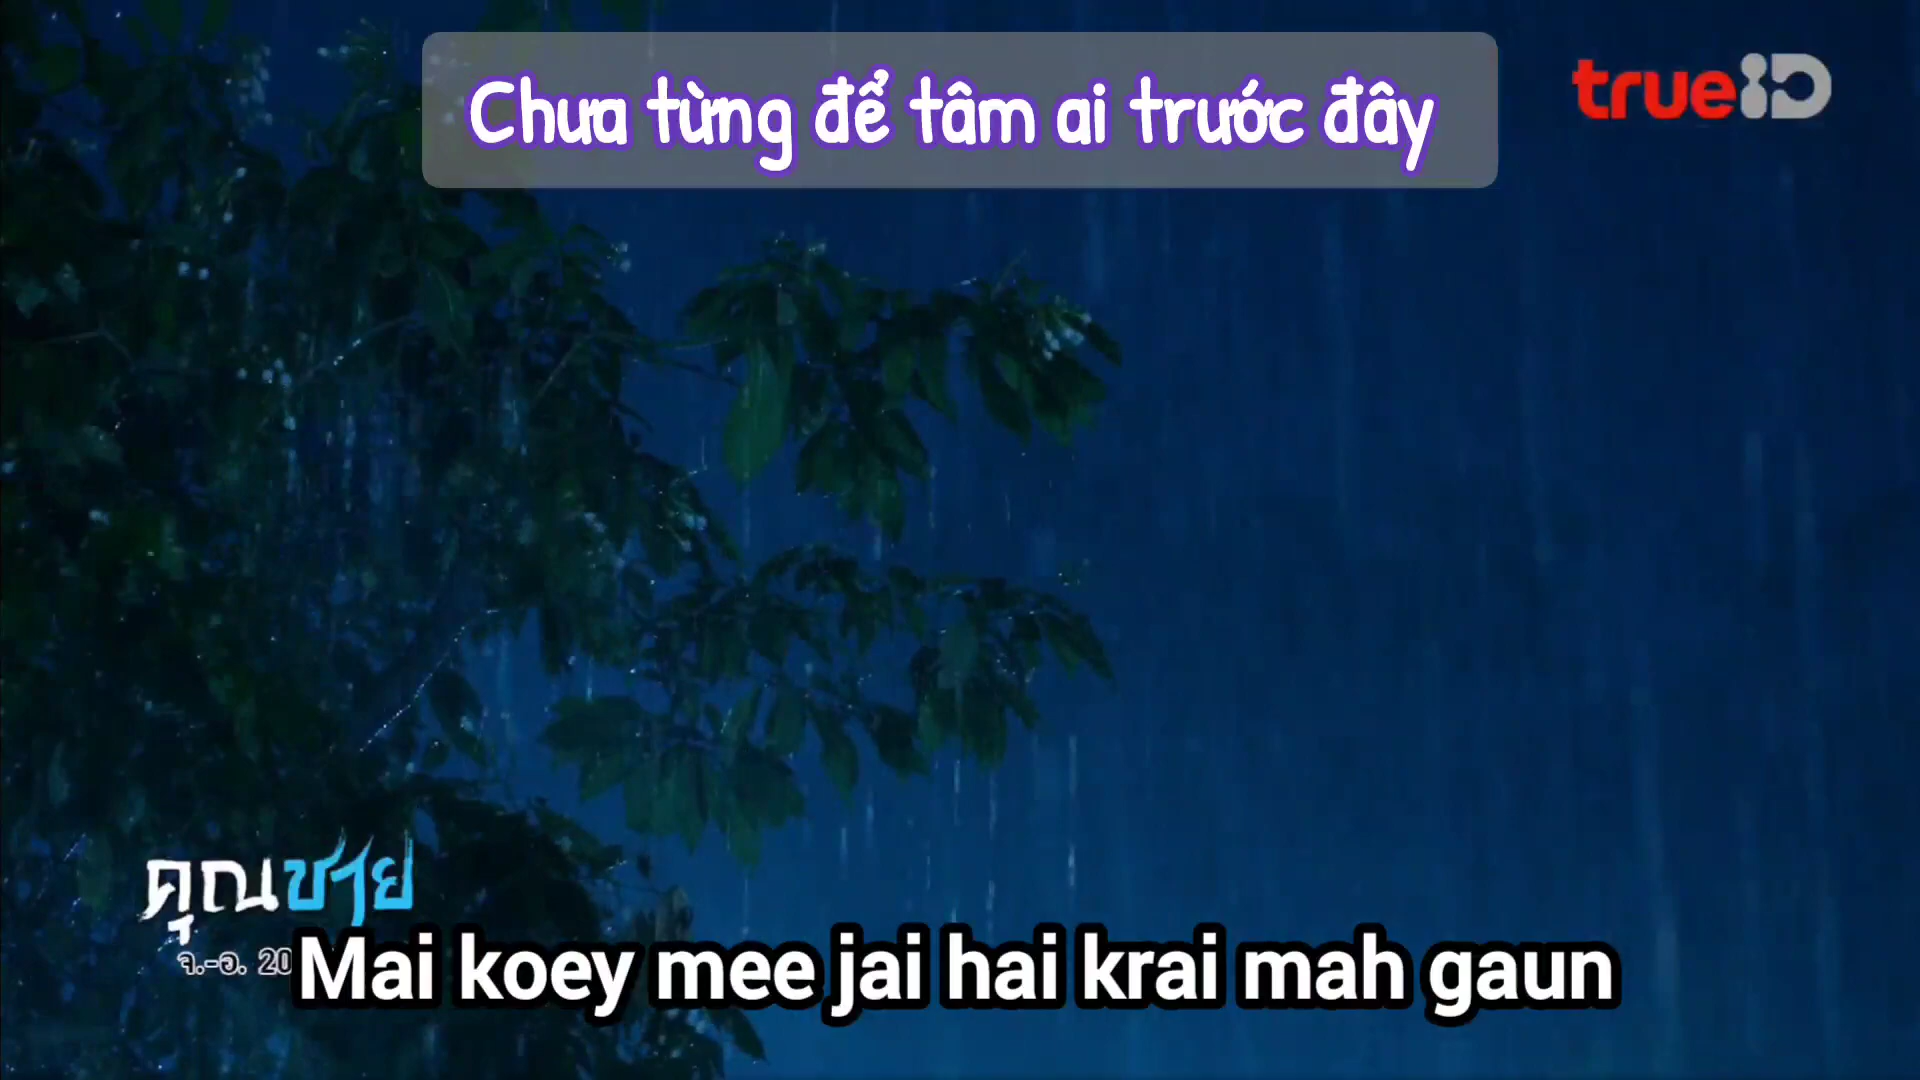 Chưa từng để tâm ai trước đây
trueID
คุณชาย
จ.-อ. 20
Mai koey mee jai hai krai mah gaun